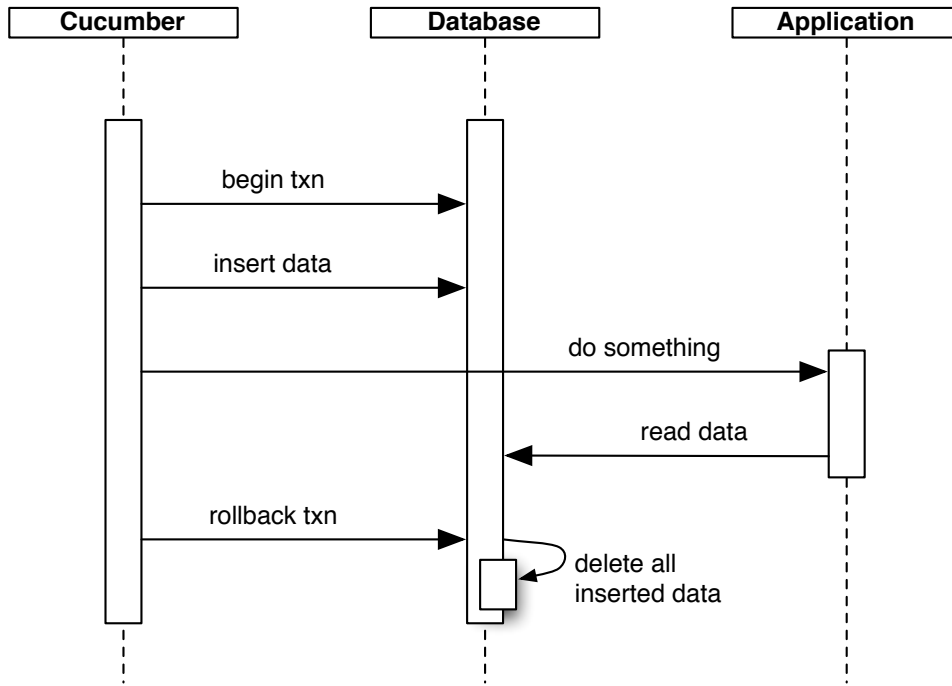 Cucumber
Database
Application
begin txn
insert data
do something
read data
rollback txn
delete all
inserted data